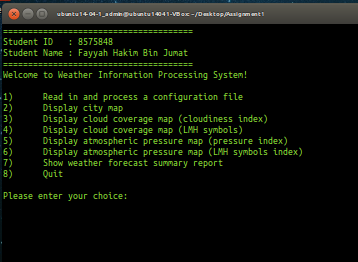 ubuntu14-04-1_admin@ubuntu14041-VBox: ~/Desktop/Assignment1
=====================================
Student ID   : 8575848
Student Name : Fayyah Hakim Bin Jumat
=====================================
Welcome to Weather Information Processing System!
1)      Read in and process a configuration file
2)      Display city map
3)      Display cloud coverage map (cloudiness index)
4)      Display cloud coverage map (LMH symbols)
5)      Display atmospheric pressure map (pressure index)
6)      Display atmospheric pressure map (LMH symbols index)
7)      Show weather forecast summary report
8)      Quit
Please enter your choice: